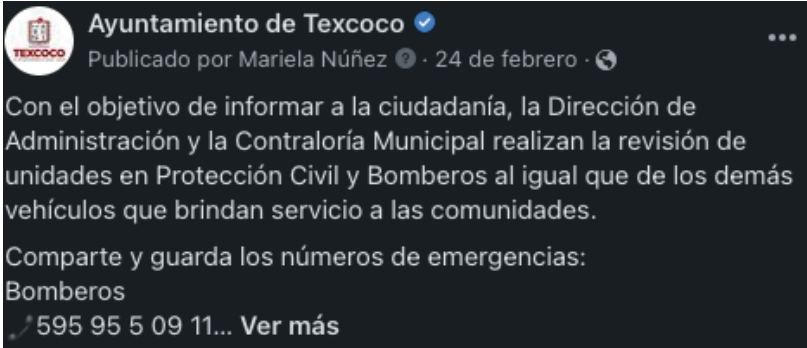 Ayuntamiento de Texcoco
TEXCOCO
Publicado por Mariela Núñez · 24 de febrero ·
Con el objetivo de informar a la ciudadanía, la Dirección de
Administración y la Contraloría Municipal realizan la revisión de
unidades en Protección Civil y Bomberos al igual que de los demás
vehículos que brindan servicio a las comunidades.
Comparte y guarda los números de emergencias:
Bomberos
595 95 5 09 11... Ver más